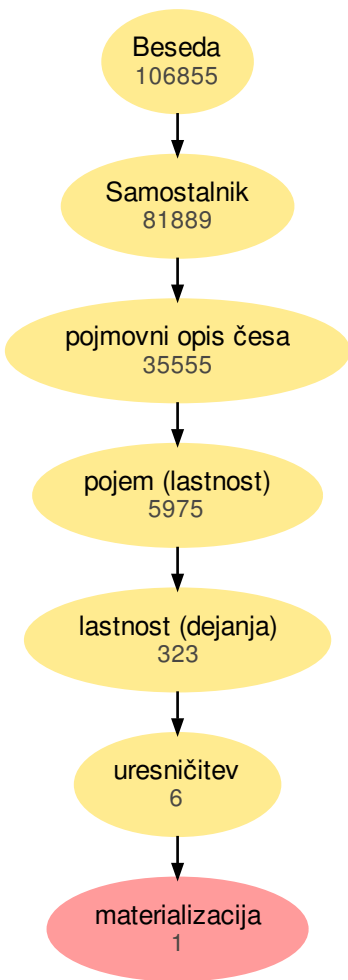 Beseda
106855
Samostalnik
81889
pojmovni opis česa
35555
pojem (lastnost)
5975
lastnost (dejanja)
323
uresničitev
6
materializacija
1